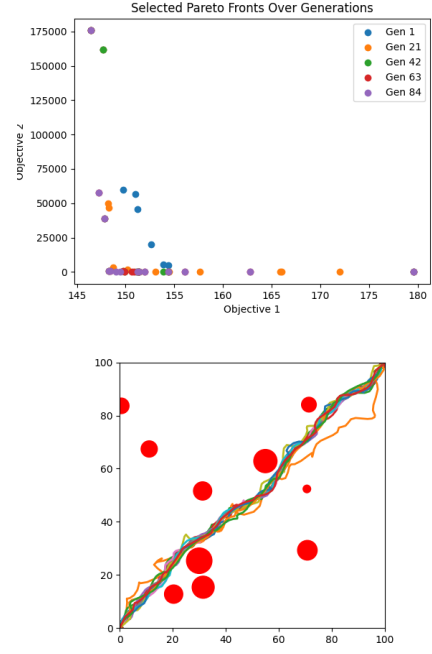 Selected Pareto Fronts Over Generations
175000
150000
125000
100000
75000
50000
25000
0
Objective 2
Gen 1
Gen 21
Gen 42
Gen 63
Gen 84
145 150 155 160 165 170 175 180
Objective 1
100
80
60
40
20
0
0 20 40 60 80 100